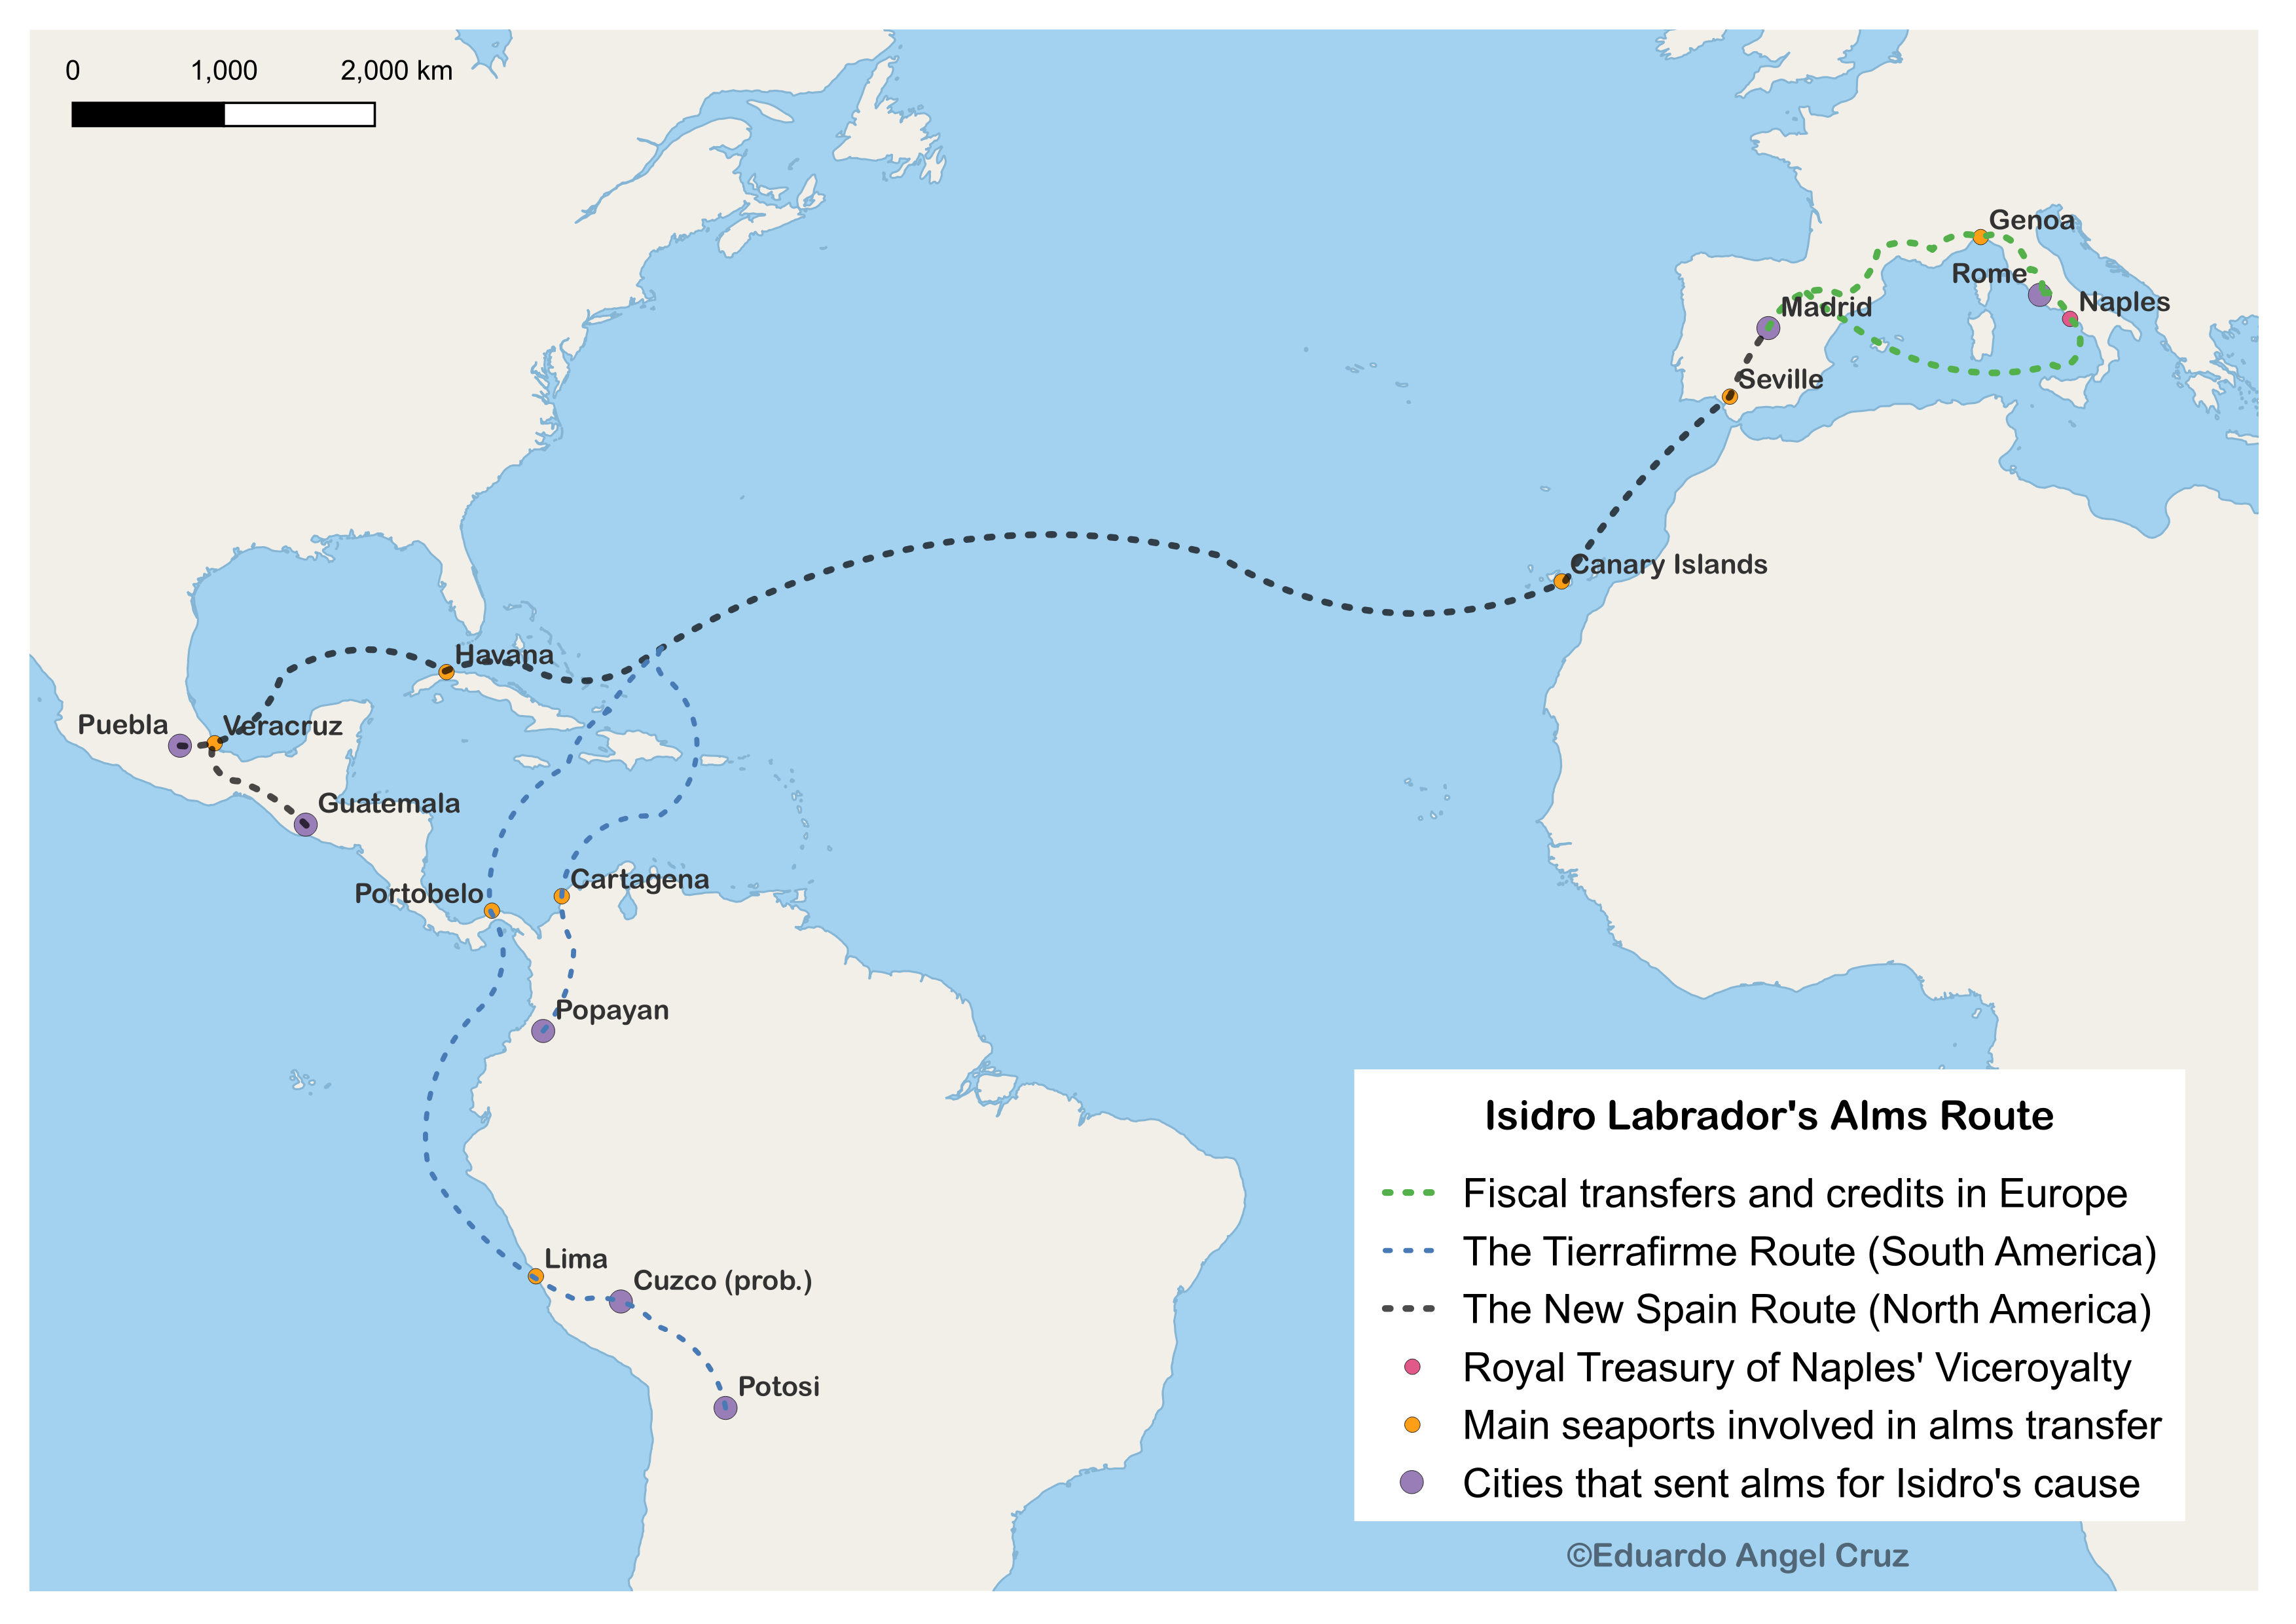 0 1,000 2,000 km
Genoa
Rome
Naples
Madrid
Seville
Canary Islands
Havana
Puebla
Veracruz
Guatemala
Portobelo
Cartagena
Popayan
Lima
Cuzco (prob.)
Potosi
Isidro Labrador's Alms Route
Fiscal transfers and credits in Europe
The Tierrafirme Route (South America)
The New Spain Route (North America)
Royal Treasury of Naples' Viceroyalty
Main seaports involved in alms transfer
Cities that sent alms for Isidro's cause
©Eduardo Angel Cruz